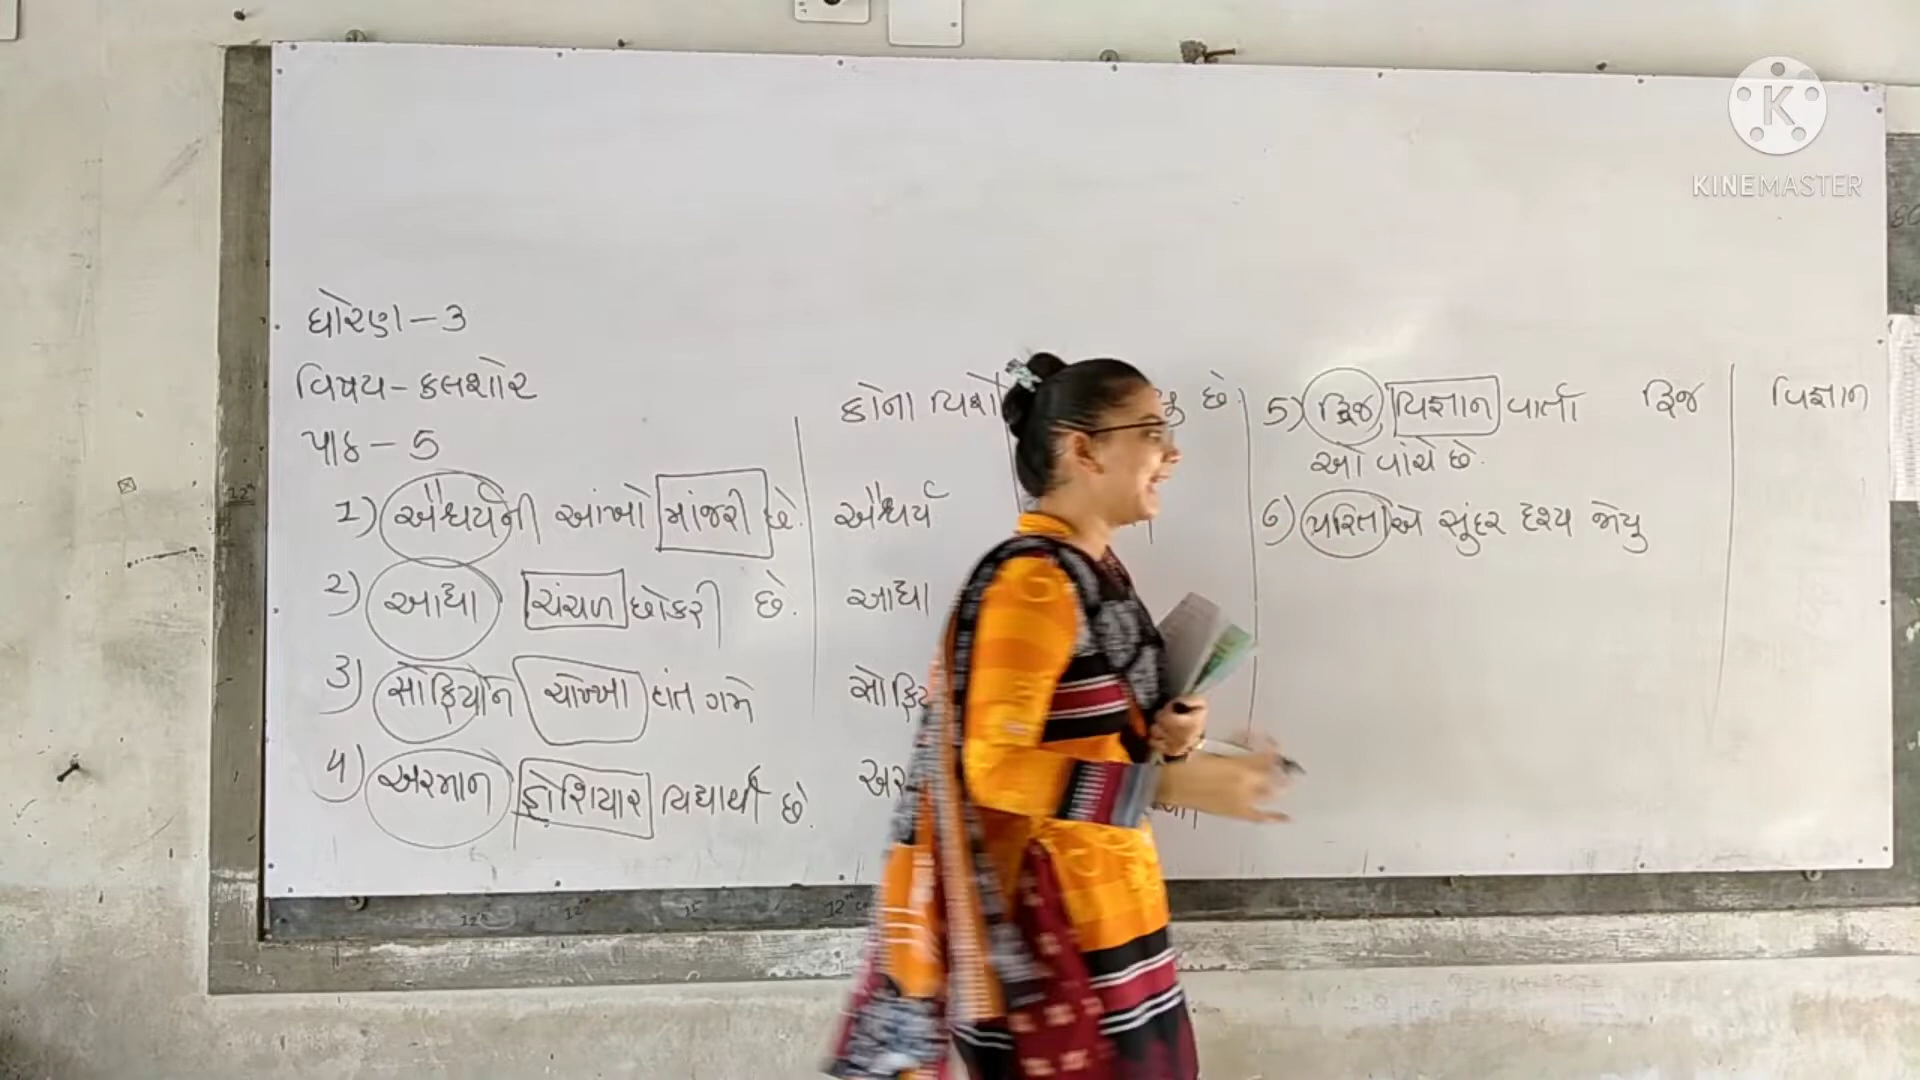 ધોરણ - 3
વિષય - કલશોર
પાઠ - 5
1) ઐશ્વર્યની આંખો માંજરી છે.
2) આધા ચંચળ છોકરી છે.
3) સોફિયાને ચોખ્ખા દાંત ગમે
4) અરમાન હોશિયાર વિદ્યાર્થી છે.
કોના વિશે છે.
ઐશ્વર્ય
આધા
5) વિજ્ઞાન વાર્તા
ઓ વાંચે છે.
વિજ્ઞાન
૬) પરિતાએ સુંદર દૃશ્ય જોયુ
K
KINEMASTER